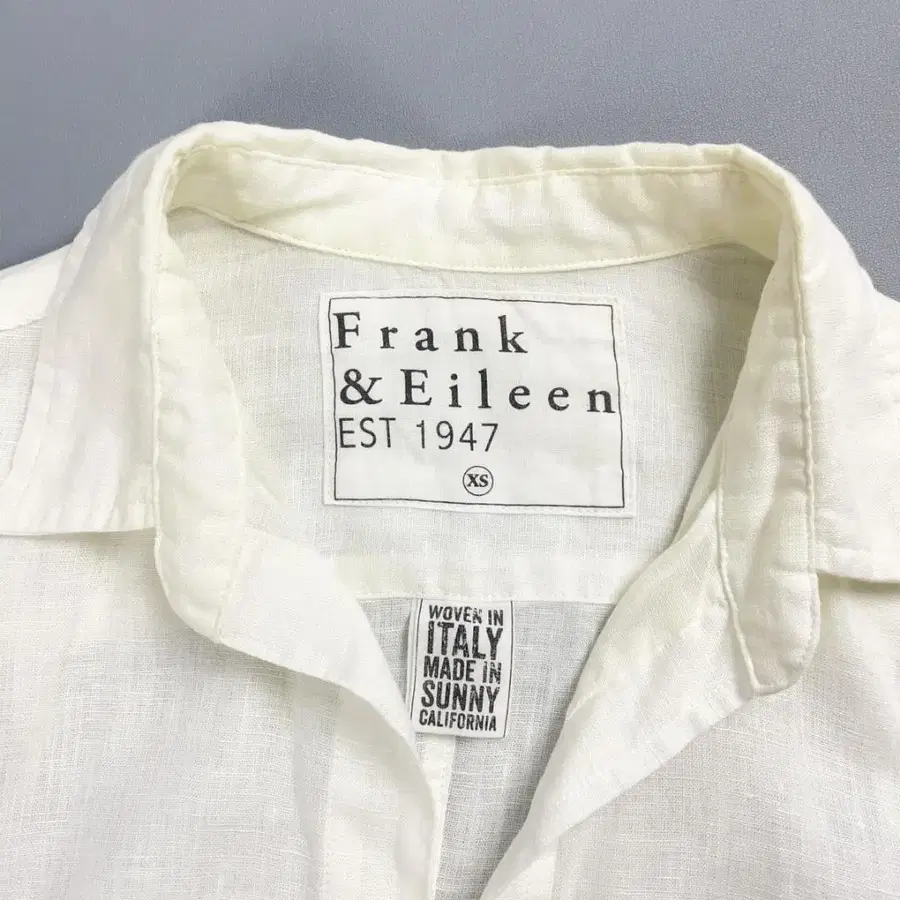 Frank
& Eileen
EST 1947
XS
WOVEN IN
ITALY
MADE IN
SUNNY
CALIFORNIA